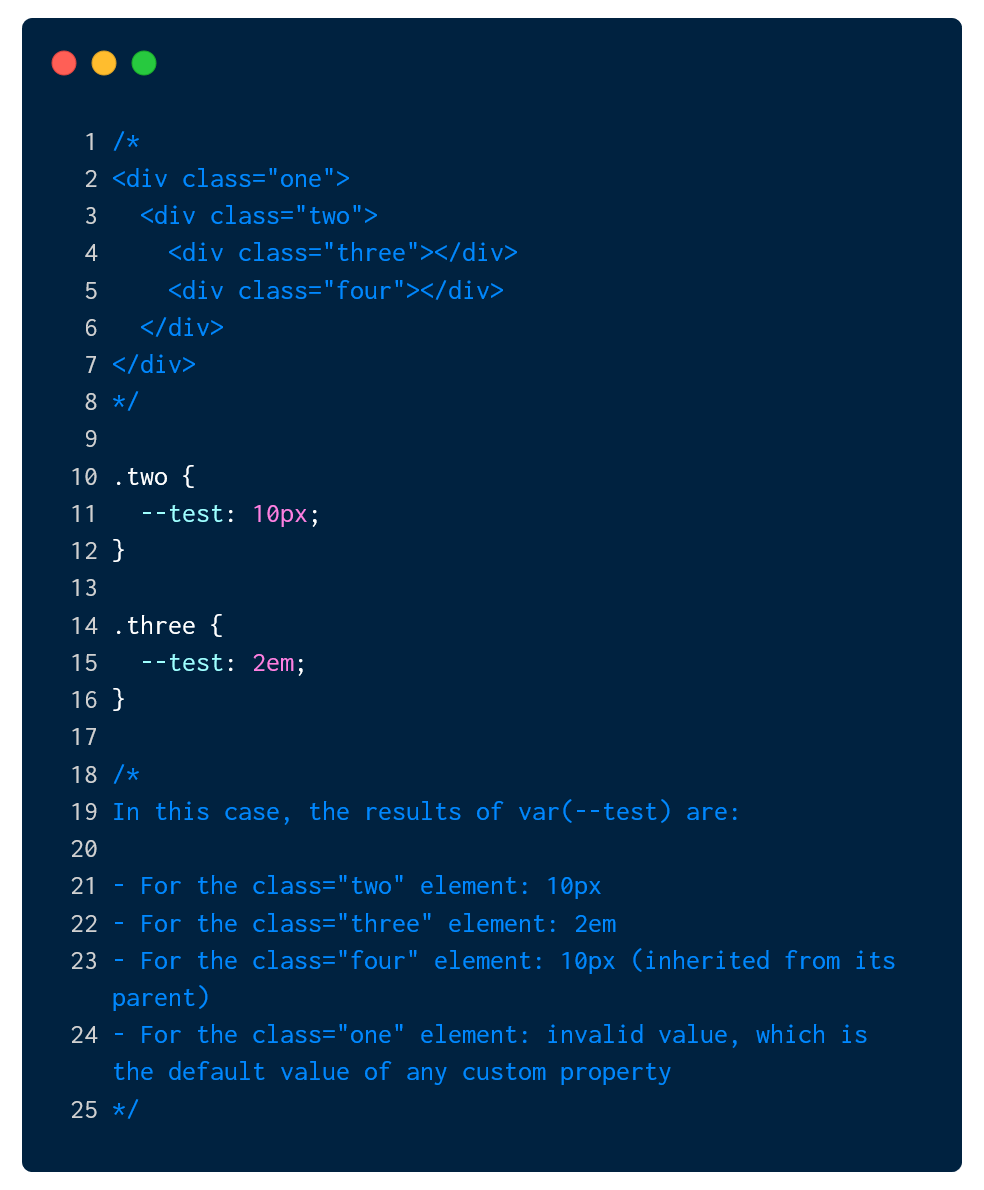 1 /*
2 <div class="one">
3   <div class="two">
4     <div class="three"></div>
5     <div class="four"></div>
6   </div>
7 </div>
8 */
9
10 .two {
11   --test: 10px;
12 }
13
14 .three {
15   --test: 2em;
16 }
17
18 /*
19 In this case, the results of var(--test) are:
20
21 - For the class="two" element: 10px
22 - For the class="three" element: 2em
23 - For the class="four" element: 10px (inherited from its
parent)
24 - For the class="one" element: invalid value, which is
the default value of any custom property
25 */